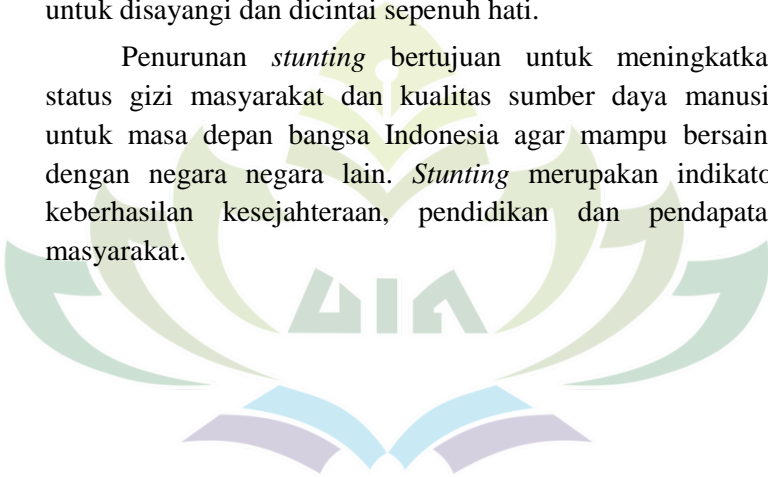 untuk disayangi dan dicintai sepenuh hati.
Penurunan stunting bertujuan untuk meningkatka
status gizi masyarakat dan kualitas sumber daya manusi
untuk masa depan bangsa Indonesia agar mampu bersain
dengan negara negara lain. Stunting merupakan indikato
keberhasilan kesejahteraan, pendidikan dan pendapata
masyarakat.
UIN